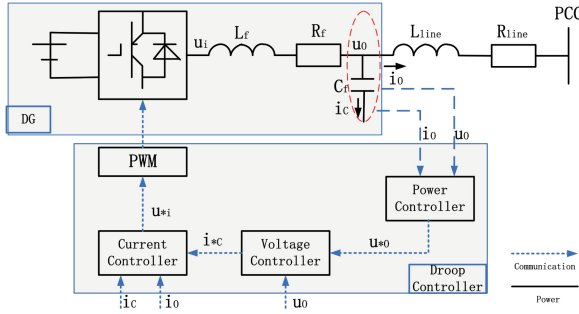 PCC
u₀
Lline
Rline
ui
Lf
Rf
Cf
i₀
ic
DG
i₀
u₀
PWM
Power
Controller
u*i
i*C
u*0
Current
Controller
Voltage
Controller
Droop
Controller
Communication
Power
ic
i₀
u₀